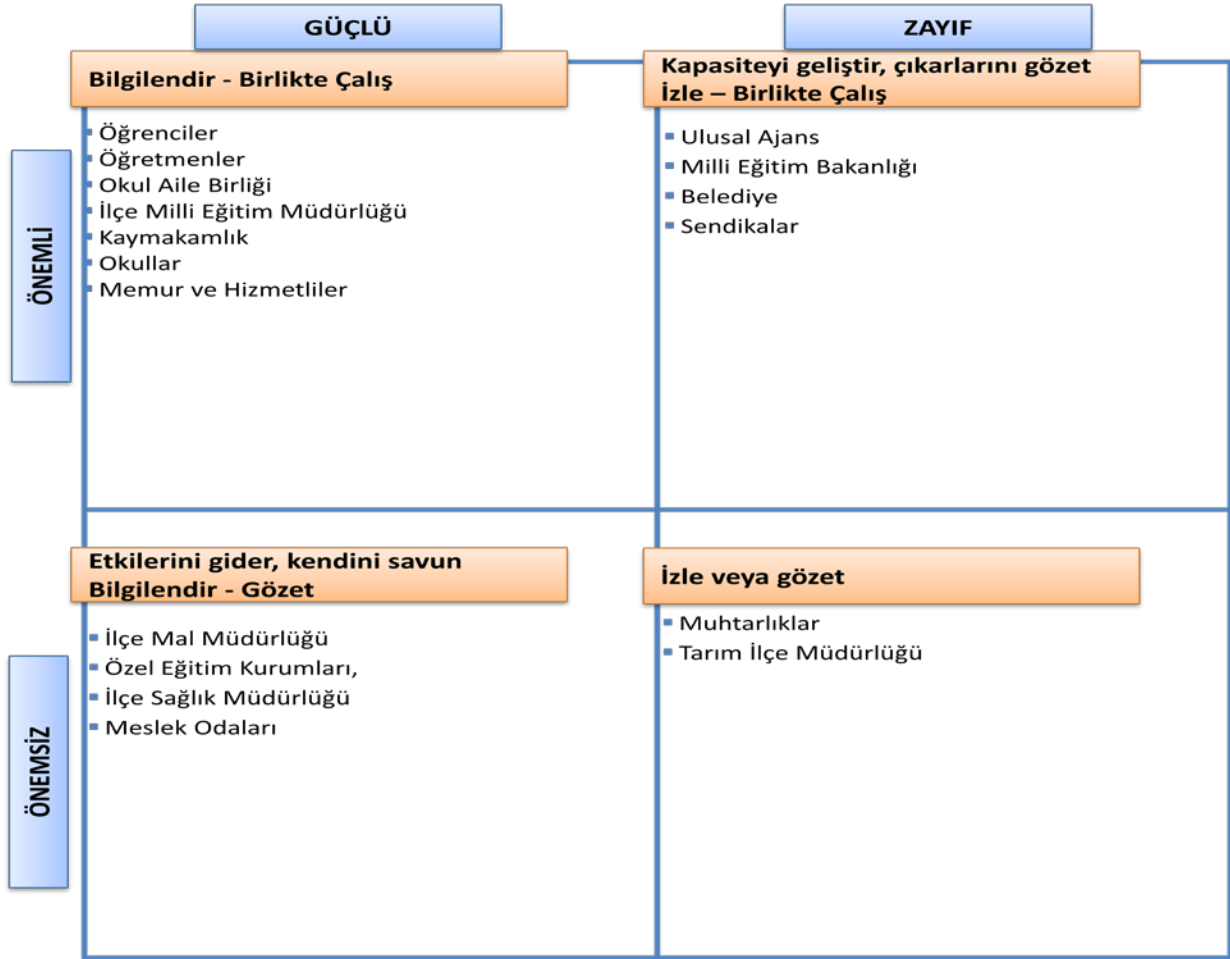 GÜÇLÜ
ZAYIF
ÖNEMLİ
Bilgilendir - Birlikte Çalış
Öğrenciler
Öğretmenler
Okul Aile Birliği
İlçe Milli Eğitim Müdürlüğü
Kaymakamlık
Okullar
Memur ve Hizmetliler
Kapasiteyi geliştir, çıkarlarını gözet
İzle – Birlikte Çalış
Ulusal Ajans
Milli Eğitim Bakanlığı
Belediye
Sendikalar
ÖNEMSİZ
Etkilerini gider, kendini savun
Bilgilendir - Gözet
İlçe Mal Müdürlüğü
Özel Eğitim Kurumları,
İlçe Sağlık Müdürlüğü
Meslek Odaları
İzle veya gözet
Muhtarlıklar
Tarım İlçe Müdürlüğü